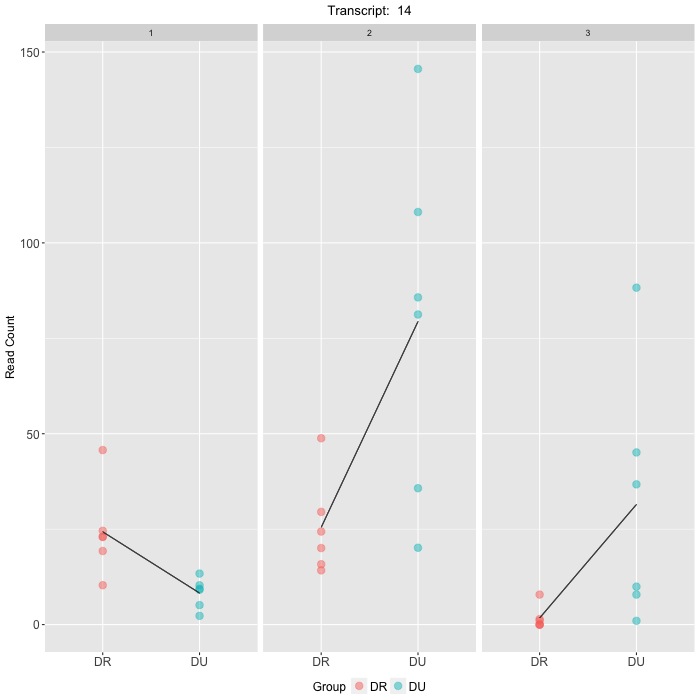 Transcript:  14
1 2 3
150
100
50
0
Read Count
DR DU DR DU DR DU
Group DR DU